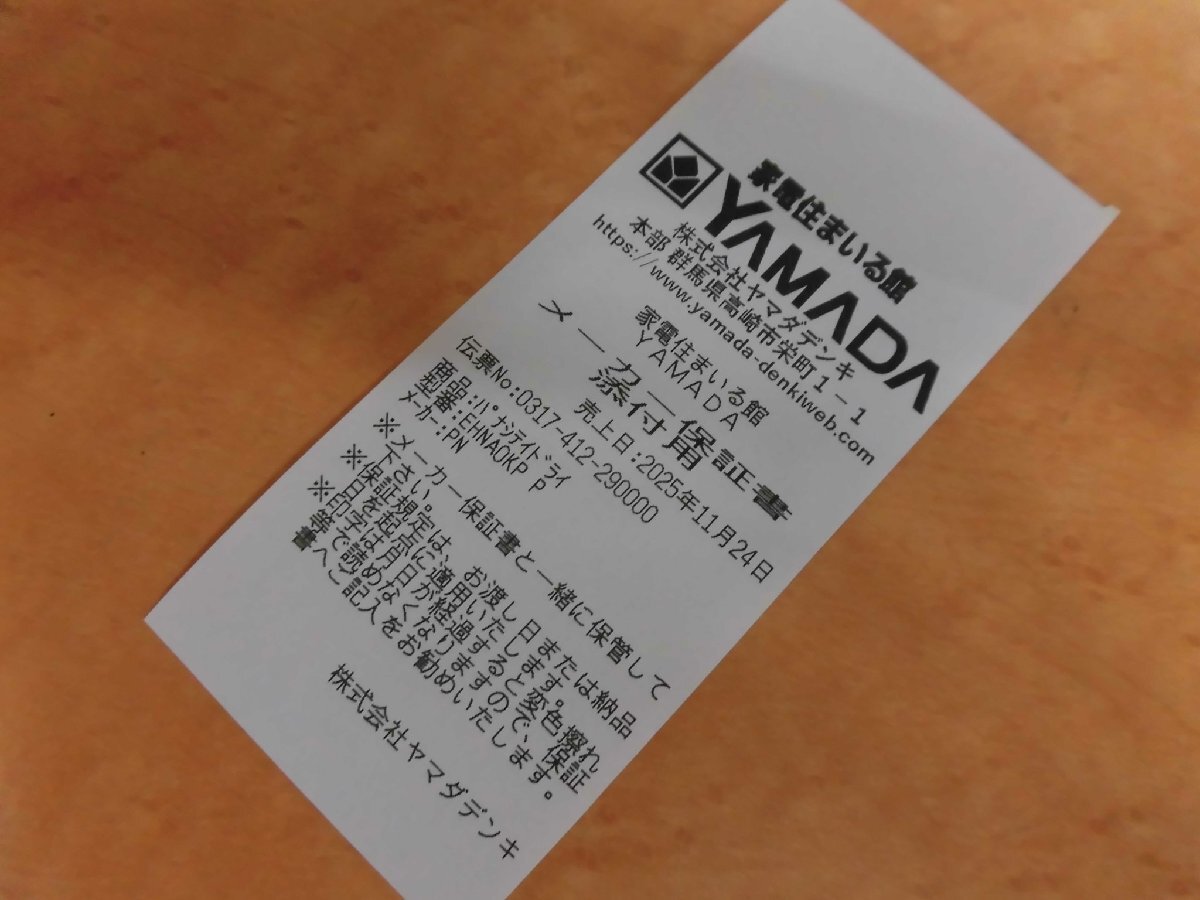 家電住まいる館
YAMADA
株式会社ヤマダデンキ
本部 群馬県高崎市栄町1-1
https://www.yamada-denkiweb.com
家電住まいる館
YAMADA
メーカー添付保証書
売上日:2025年11月24日
伝票No:0317-412-290000
商品:パナシテイドライ
型番:EHNA0KP P
メーカー:PN
※メーカー保証書と一緒に保管して
下さい。
※保証規定は、お渡し日または納品
日を起点に適用いたします。
※印字は月日が経過すると変色擦れ
等で読めなくなりますので、保証
書へご記入をお勧めいたします。
株式会社ヤマダデンキ